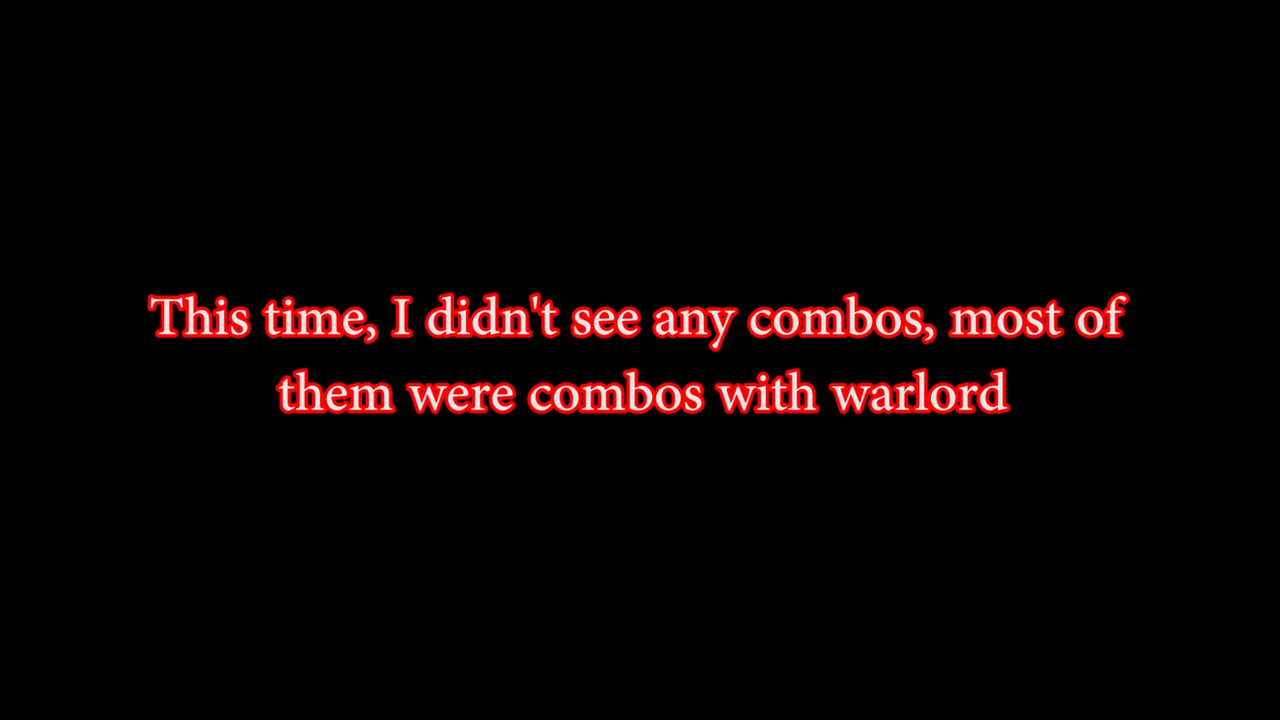 This time, I didn't see any combos, most of
them were combos with warlord